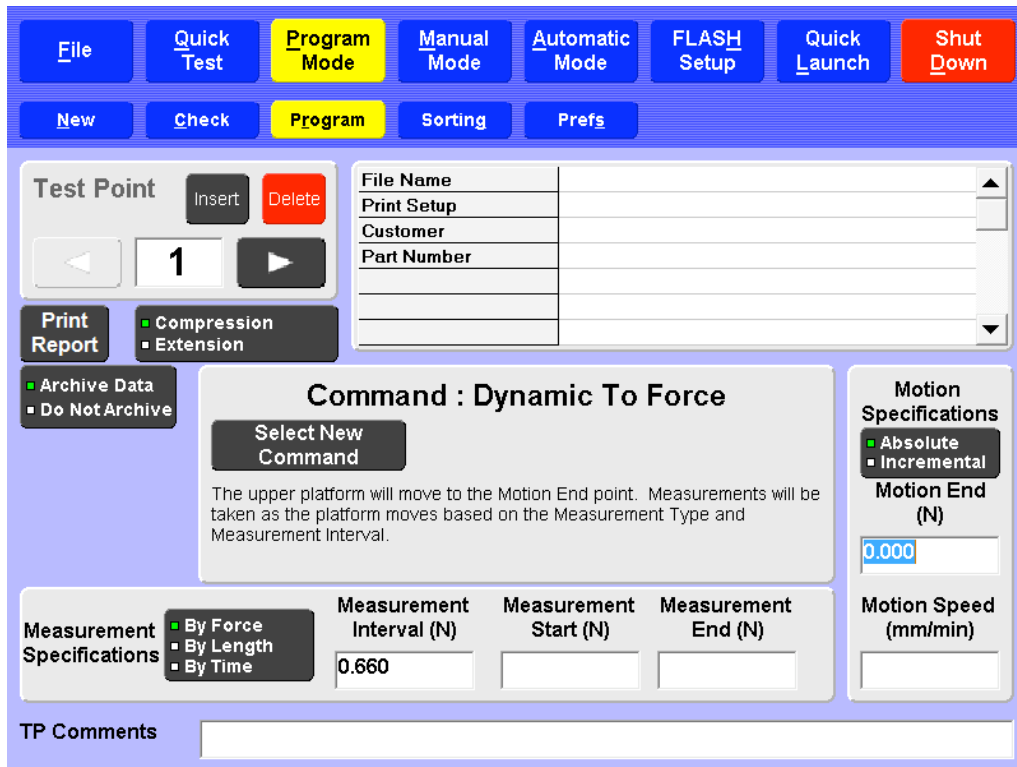 File
Quick Test
Program Mode
Manual Mode
Automatic Mode
FLASH Setup
Quick Launch
Shut Down
New
Check
Program
Sorting
Prefs
Test Point
Insert
Delete
1
File Name
Print Setup
Customer
Part Number
Print Report
Compression
Extension
Archive Data
Do Not Archive
Command : Dynamic To Force
Select New Command
The upper platform will move to the Motion End point. Measurements will be
taken as the platform moves based on the Measurement Type and
Measurement Interval.
Motion Specifications
Absolute
Incremental
Motion End (N)
0.000
Measurement Specifications
By Force
By Length
By Time
Measurement Interval (N)
0.660
Measurement Start (N)
Measurement End (N)
Motion Speed (mm/min)
TP Comments